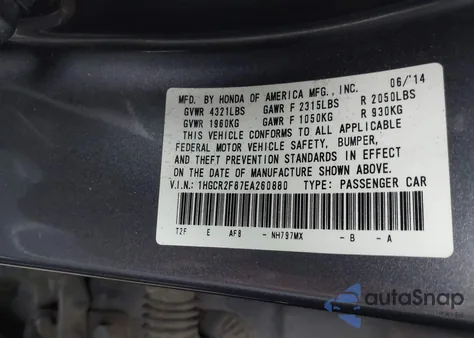 MFD. BY HONDA OF AMERICA MFG., INC. 06/'14
GVWR 4321LBS GAWR F 2315LBS R 2050LBS
GVWR 1960KG GAWR F 1050KG R 930KG
THIS VEHICLE CONFORMS TO ALL APPLICABLE
FEDERAL MOTOR VEHICLE SAFETY, BUMPER,
AND THEFT PREVENTION STANDARDS IN EFFECT
ON THE DATE OF MANUFACTURE SHOWN ABOVE.
V.I.N.: 1HGCR2F87EA260880 TYPE: PASSENGER CAR
T2F E AF8 - NH797MX - B - A
autoSnap